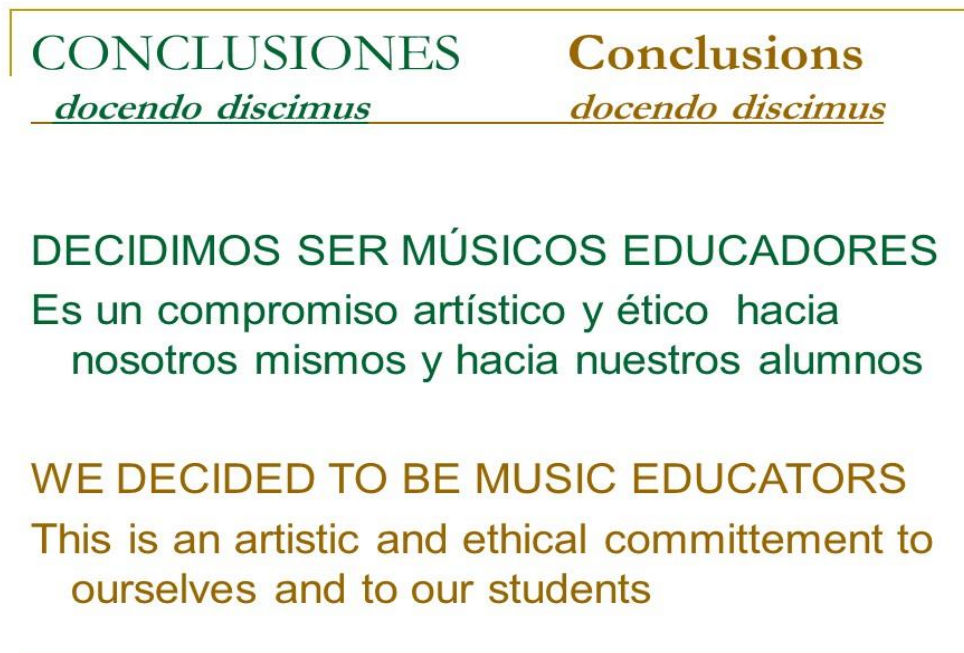 CONCLUSIONES Conclusions
docendo discimus docendo discimus
DECIDIMOS SER MÚSICOS EDUCADORES
Es un compromiso artístico y ético hacia
nosotros mismos y hacia nuestros alumnos
WE DECIDED TO BE MUSIC EDUCATORS
This is an artistic and ethical committement to
ourselves and to our students